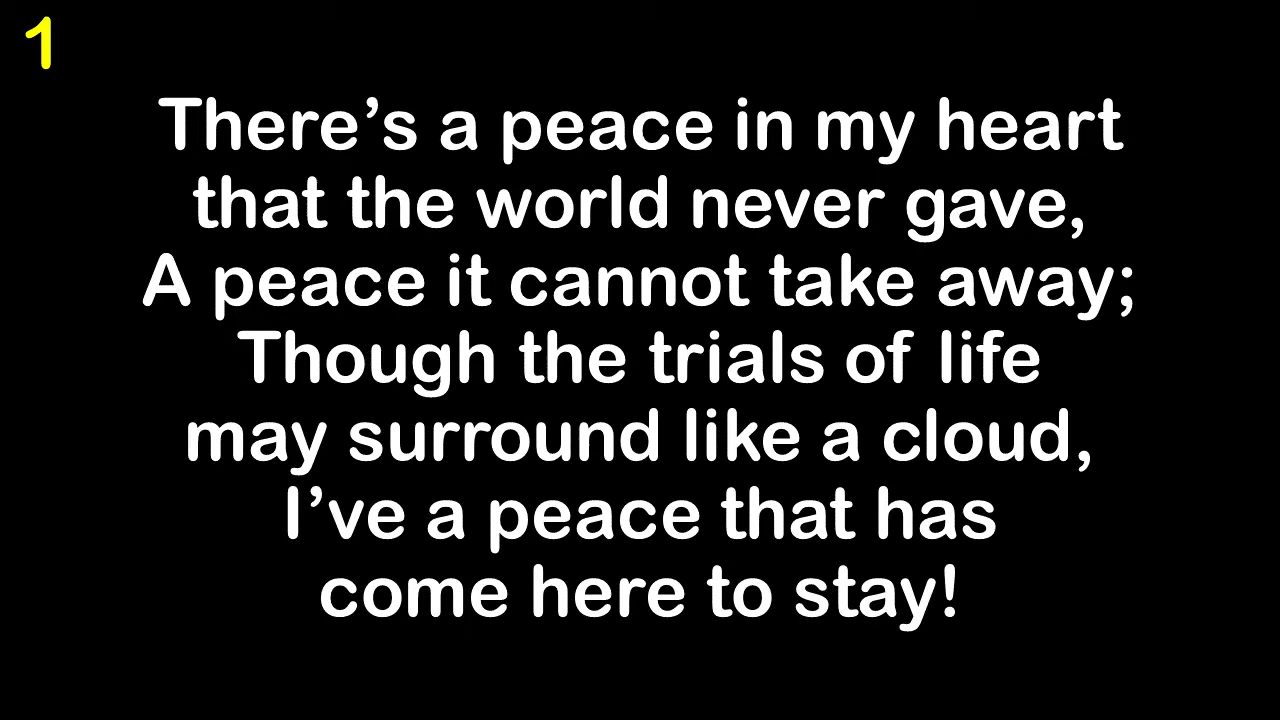 1
There’s a peace in my heart
that the world never gave,
A peace it cannot take away;
Though the trials of life
may surround like a cloud,
I’ve a peace that has
come here to stay!